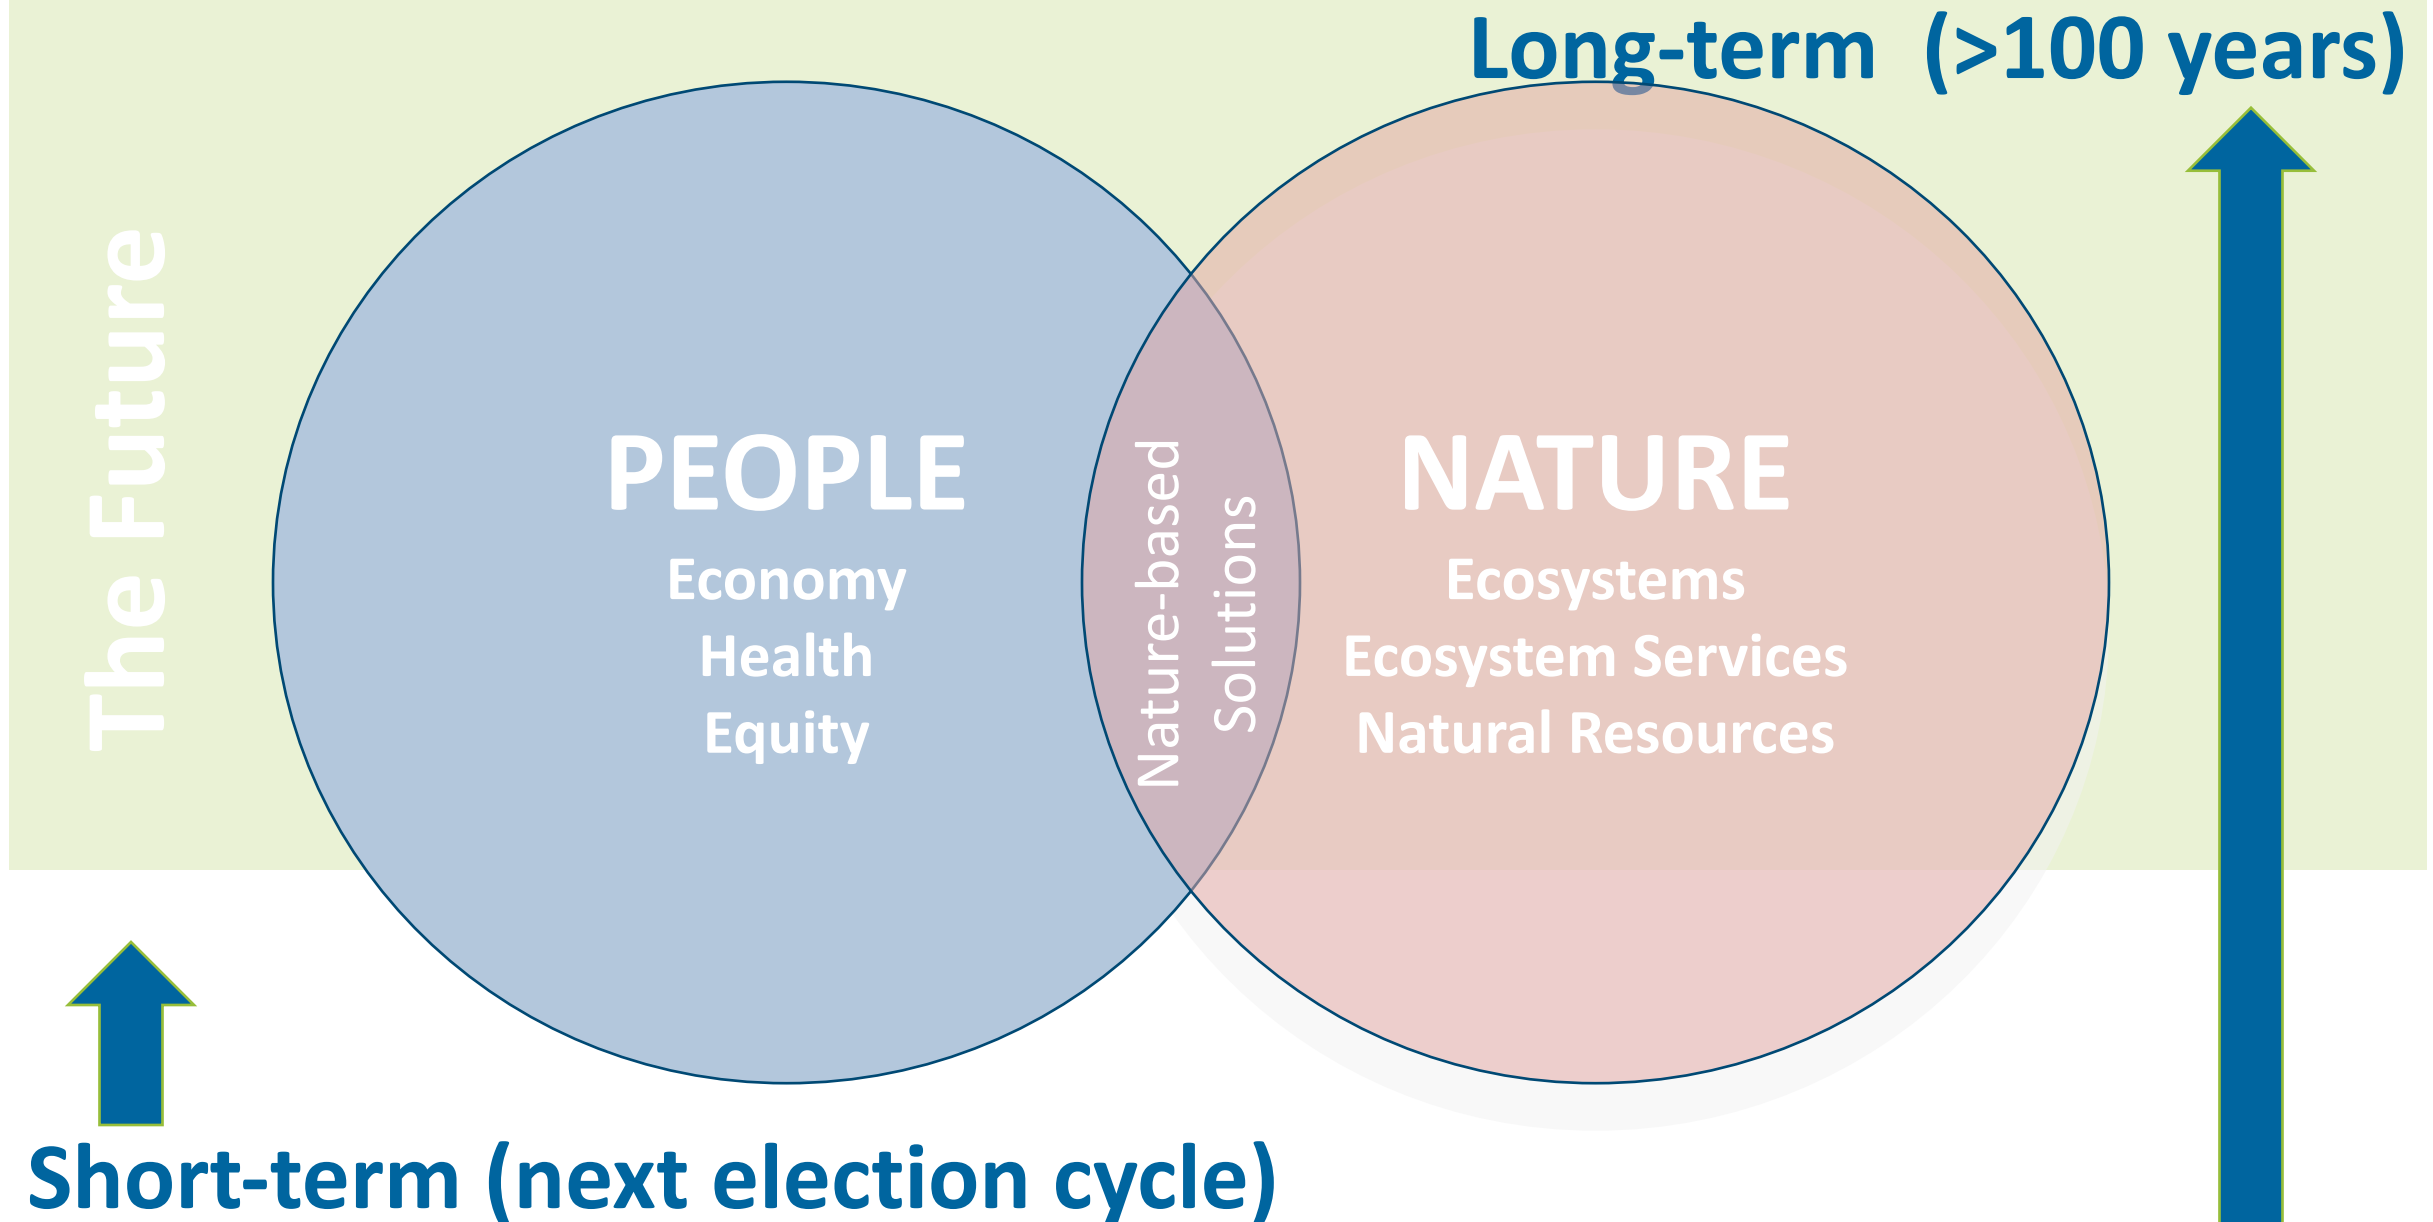 Long-term  (>100 years)
The Future
PEOPLE
Economy
Health
Equity
Nature-based
Solutions
NATURE
Ecosystems
Ecosystem Services
Natural Resources
Short-term (next election cycle)